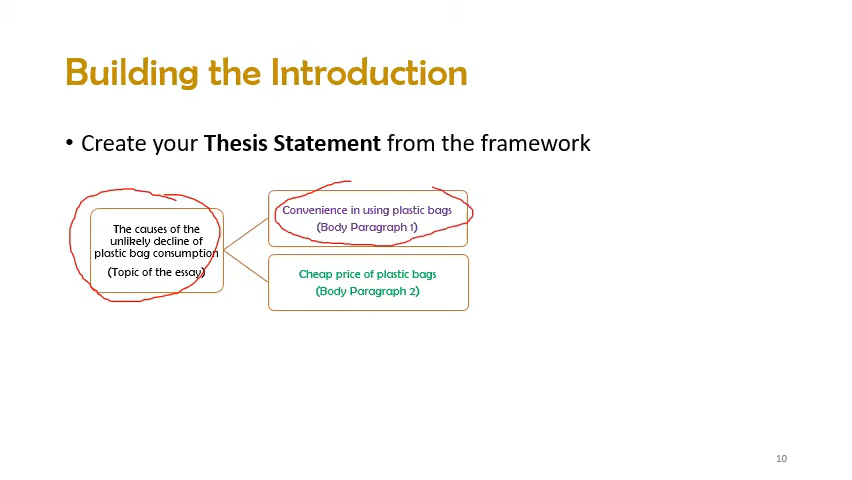 Building the Introduction
• Create your Thesis Statement from the framework
The causes of the
unlikely decline of
plastic bag consumption
(Topic of the essay)
Convenience in using plastic bags
(Body Paragraph 1)
Cheap price of plastic bags
(Body Paragraph 2)
10